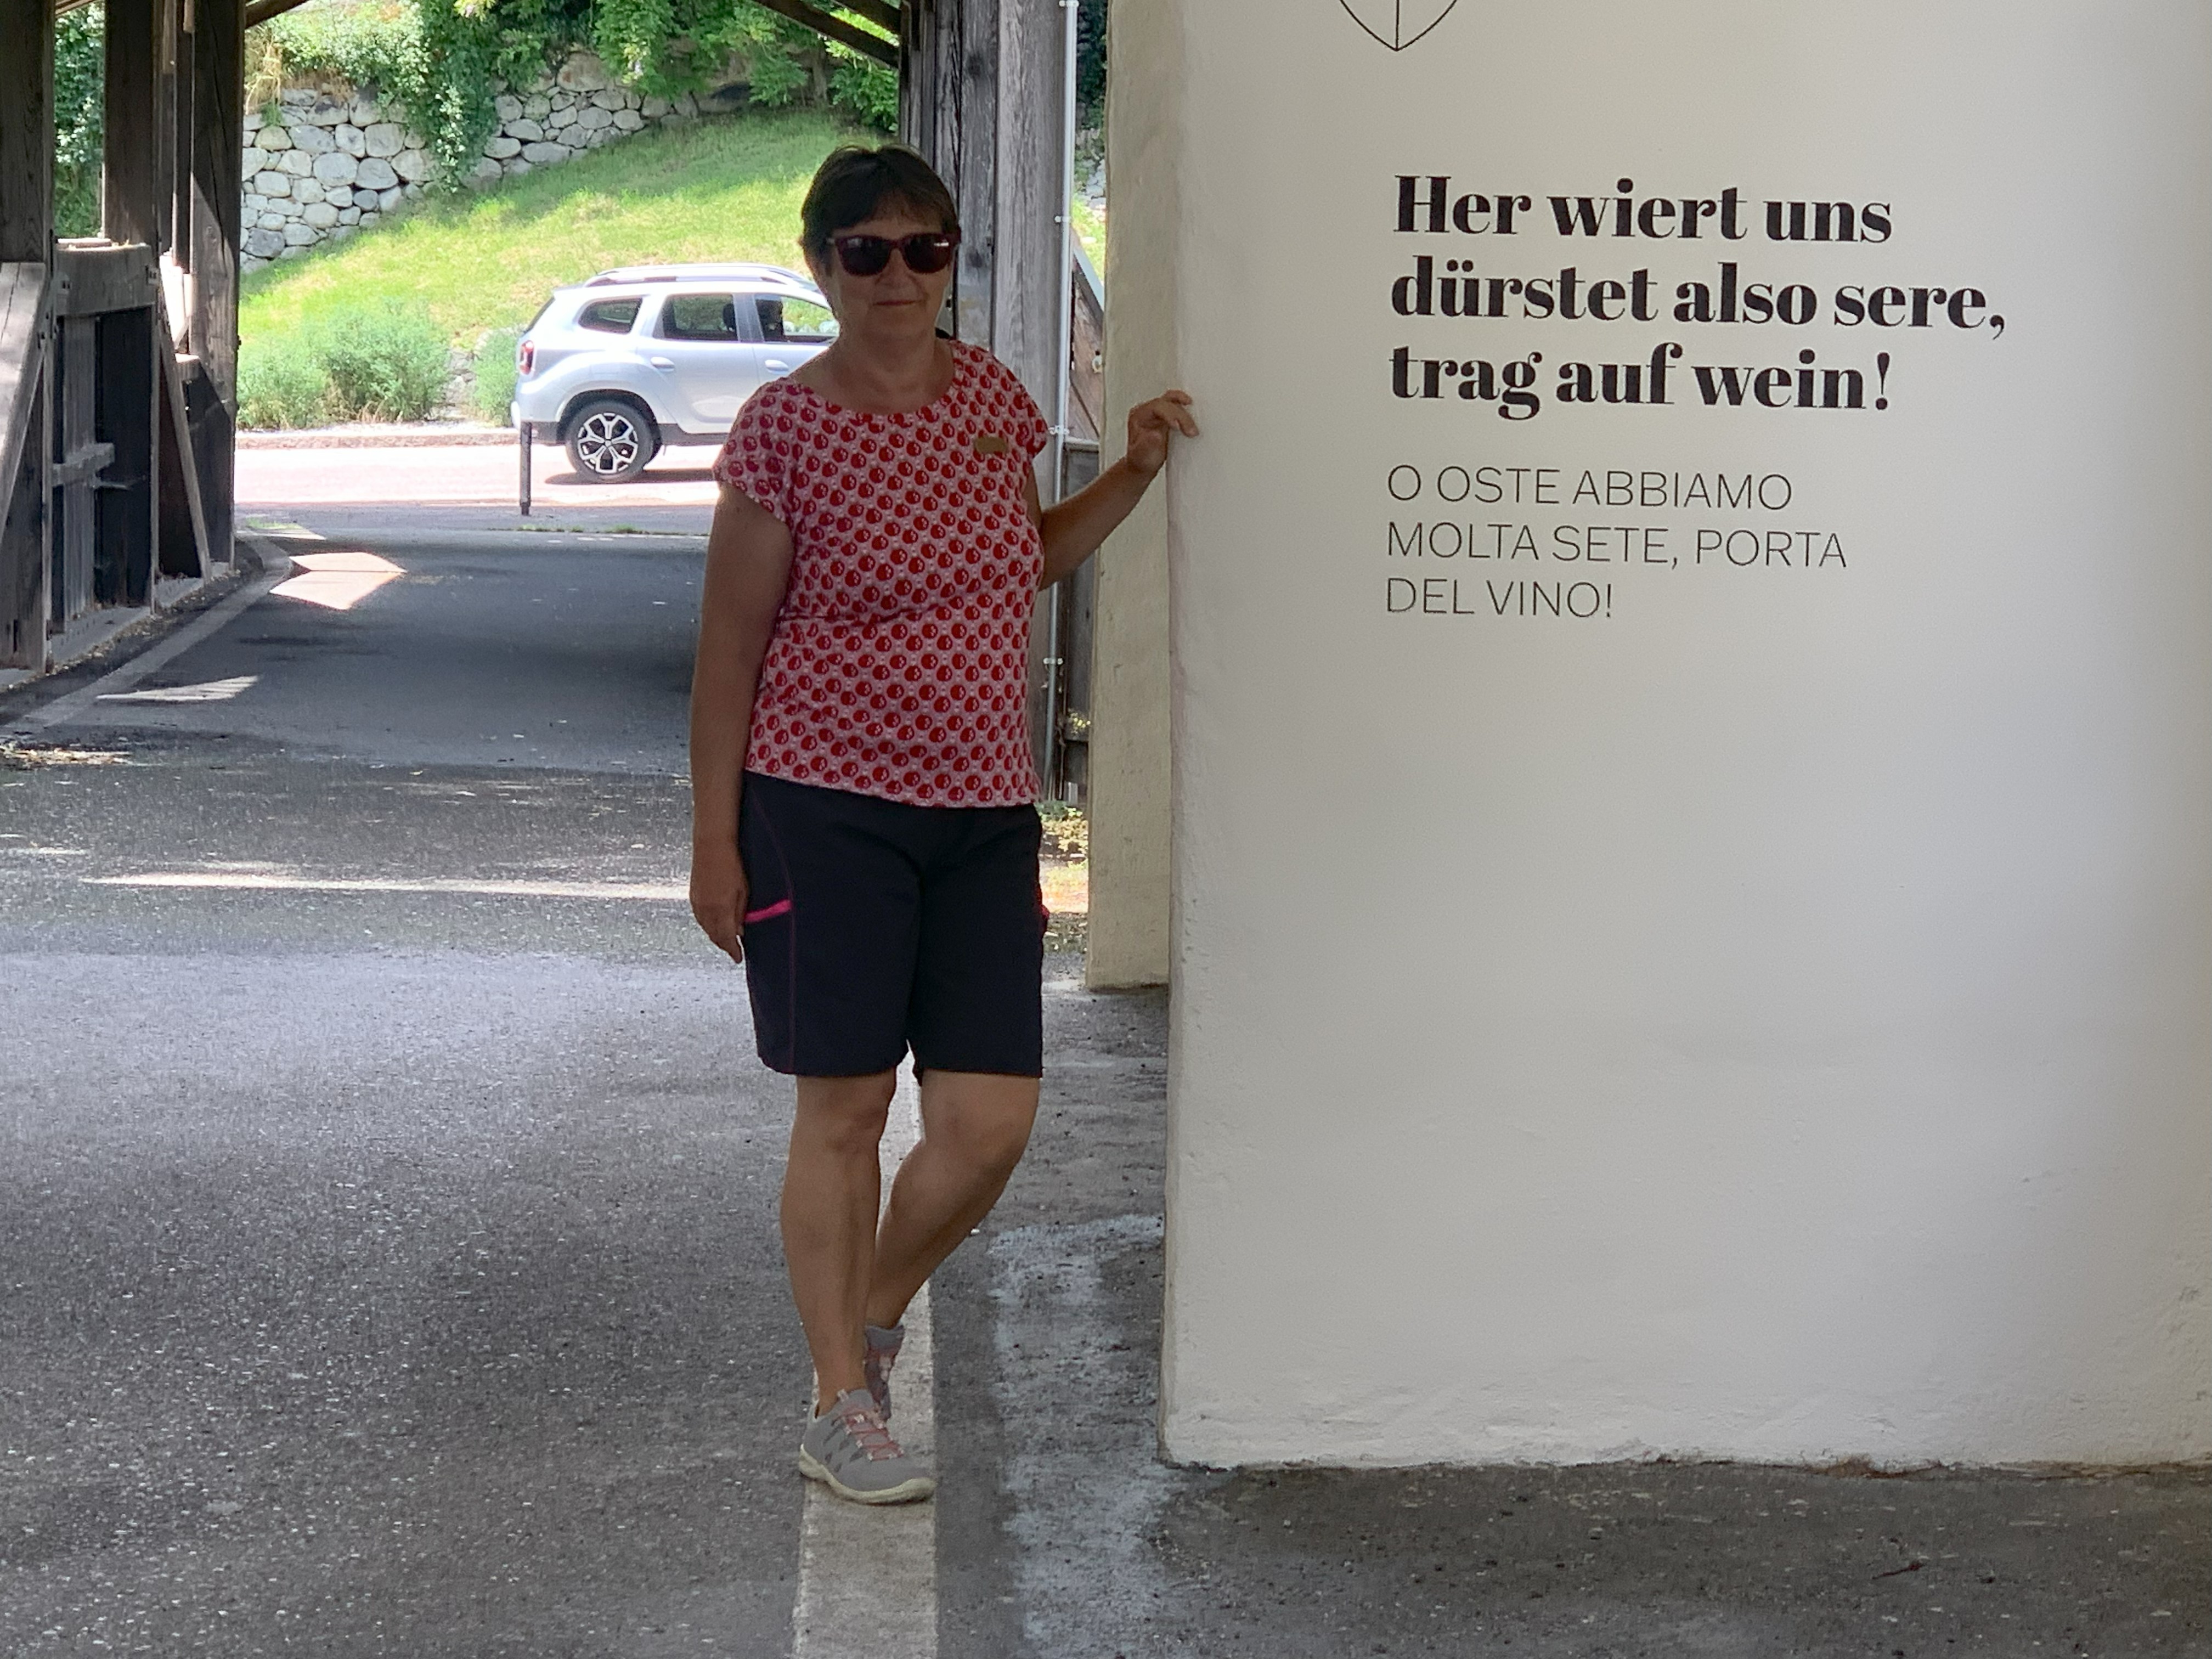 Her wiert uns
dürstet also sere,
trag auf wein!
O OSTE ABBIAMO
MOLTA SETE, PORTA
DEL VINO!